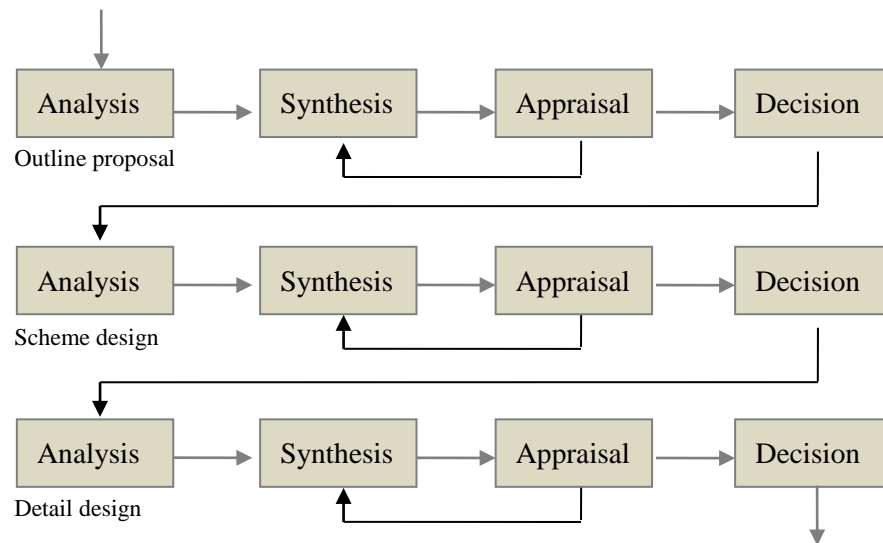 Analysis Synthesis Appraisal Decision
Outline proposal
Analysis Synthesis Appraisal Decision
Scheme design
Analysis Synthesis Appraisal Decision
Detail design